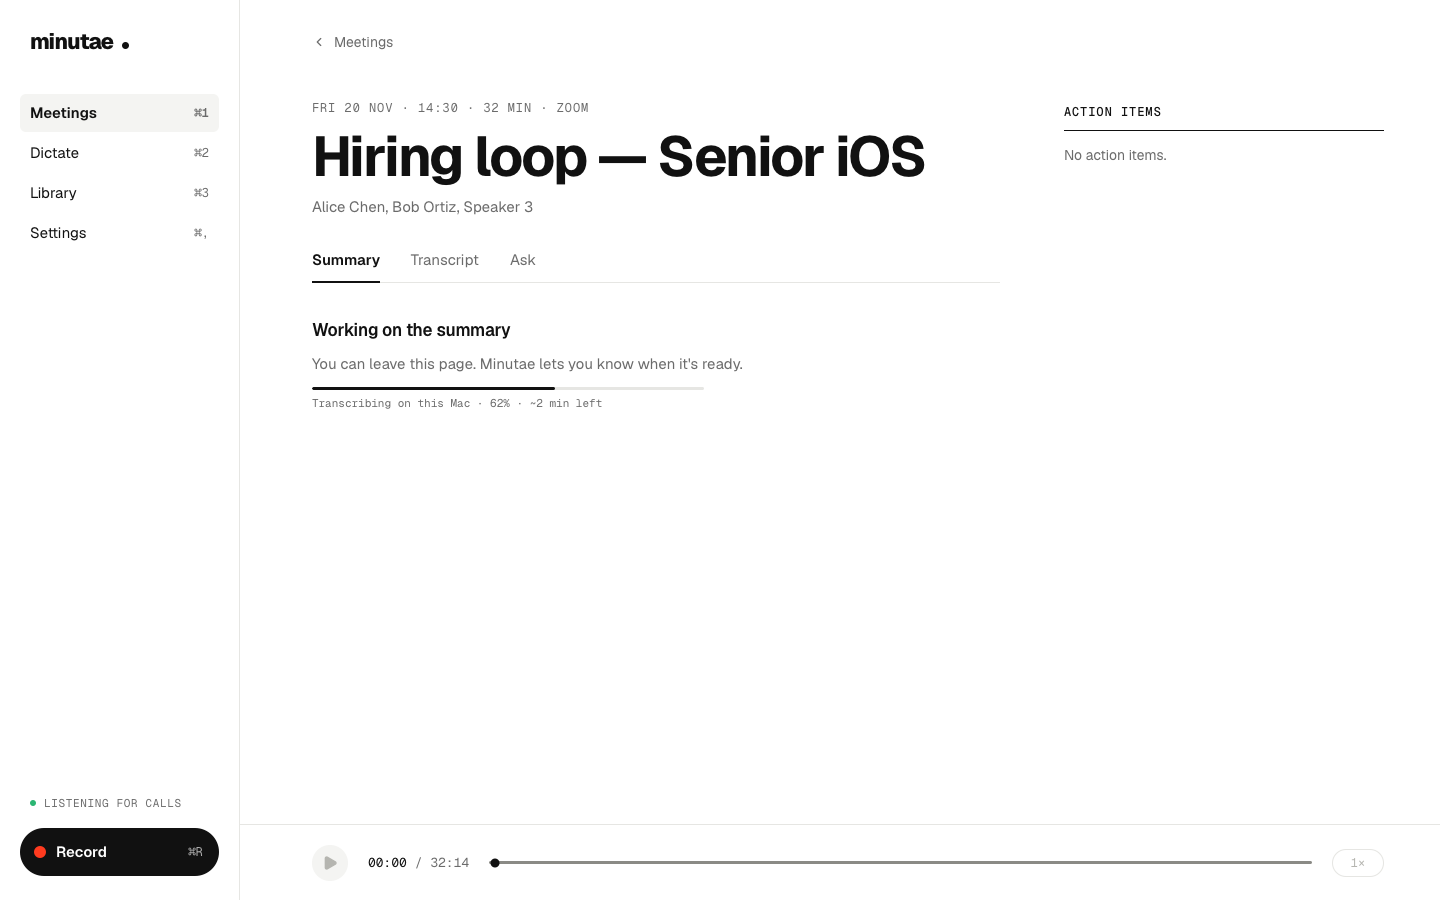 minutae
Meetings ⌘1
Dictate ⌘2
Library ⌘3
Settings ⌘,
LISTENING FOR CALLS
Record ⌘R
Meetings
FRI 20 NOV · 14:30 · 32 MIN · ZOOM
Hiring loop — Senior iOS
Alice Chen, Bob Ortiz, Speaker 3
Summary Transcript Ask
Working on the summary
You can leave this page. Minutae lets you know when it's ready.
Transcribing on this Mac · 62% · ~2 min left
ACTION ITEMS
No action items.
00:00 / 32:14
1×